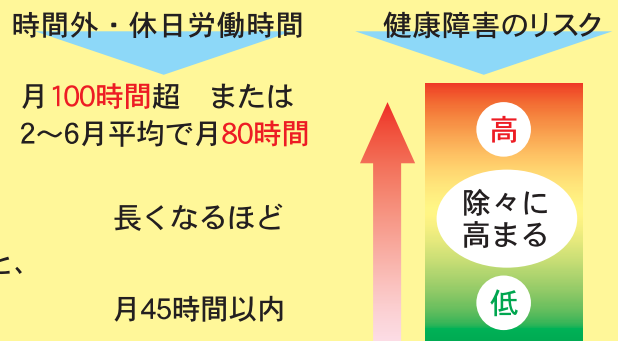 時間外・休日労働時間
健康障害のリスク
月100時間超　または
2～6月平均で月80時間
高
長くなるほど
除々に
高まる
と、
月45時間以内
低